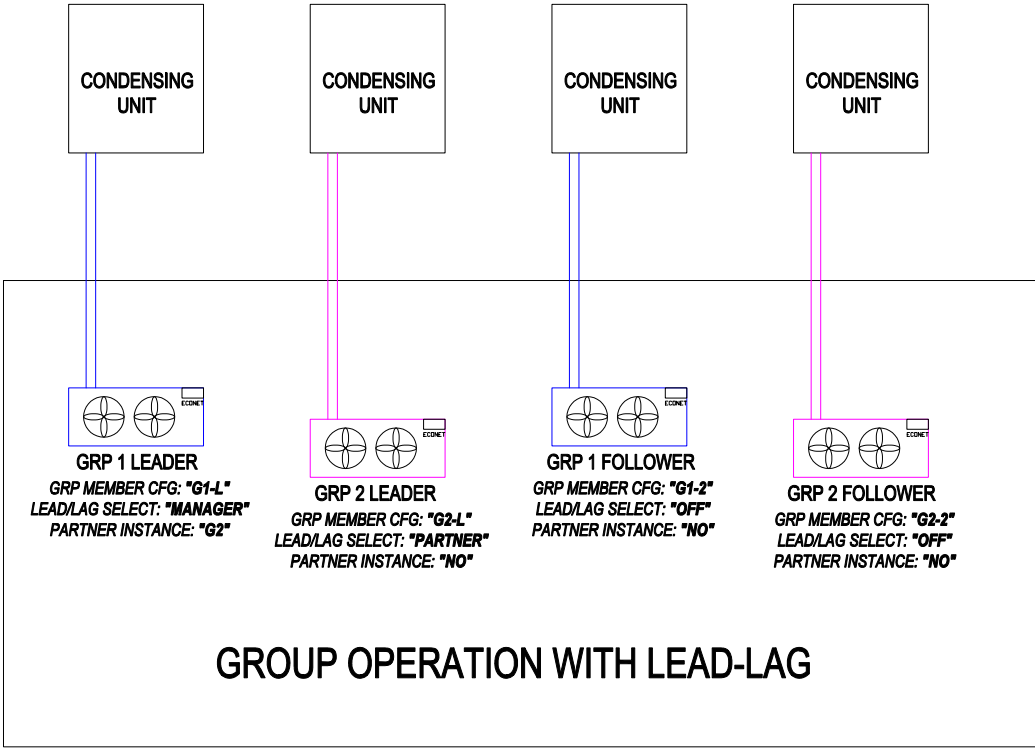 CONDENSING
UNIT
CONDENSING
UNIT
CONDENSING
UNIT
CONDENSING
UNIT
ECONET
GRP 1 LEADER
GRP MEMBER CFG: "G1-L"
LEAD/LAG SELECT: "MANAGER"
PARTNER INSTANCE: "G2"
ECONET
GRP 2 LEADER
GRP MEMBER CFG: "G2-L"
LEAD/LAG SELECT: "PARTNER"
PARTNER INSTANCE: "NO"
ECONET
GRP 1 FOLLOWER
GRP MEMBER CFG: "G1-2"
LEAD/LAG SELECT: "OFF"
PARTNER INSTANCE: "NO"
ECONET
GRP 2 FOLLOWER
GRP MEMBER CFG: "G2-2"
LEAD/LAG SELECT: "OFF"
PARTNER INSTANCE: "NO"
GROUP OPERATION WITH LEAD-LAG